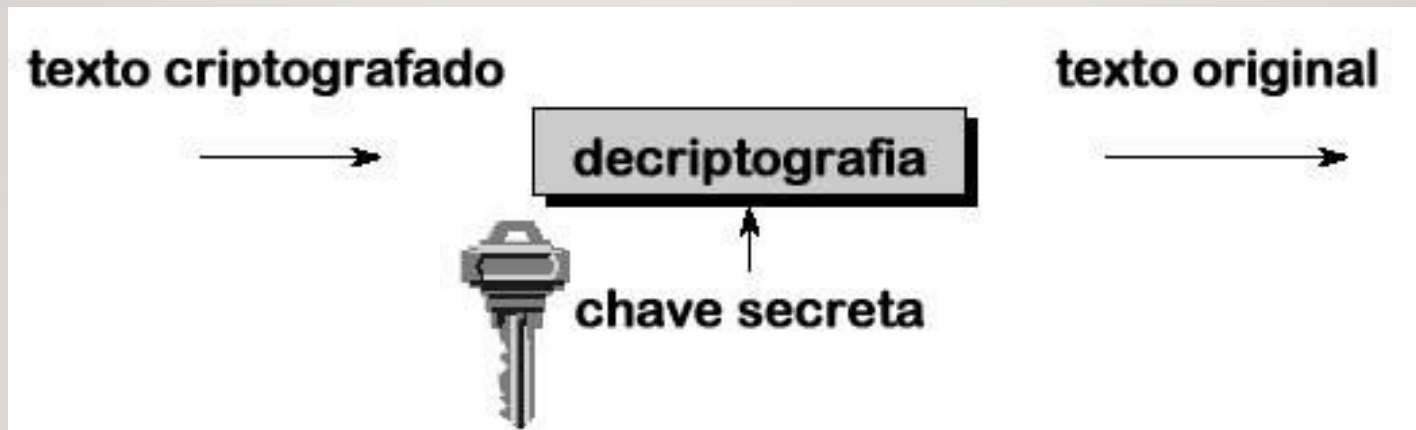 texto criptografado
texto original
decriptografia
chave secreta